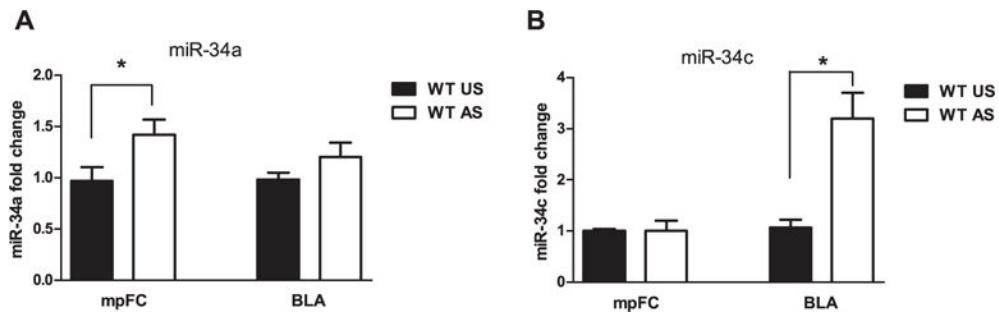 A
miR-34a
*
2.0
1.5
1.0
0.5
0.0
miR-34a fold change
mpFC
BLA
WT US
WT AS
B
miR-34c
*
4
3
2
1
0
miR-34c fold change
mpFC
BLA
WT US
WT AS